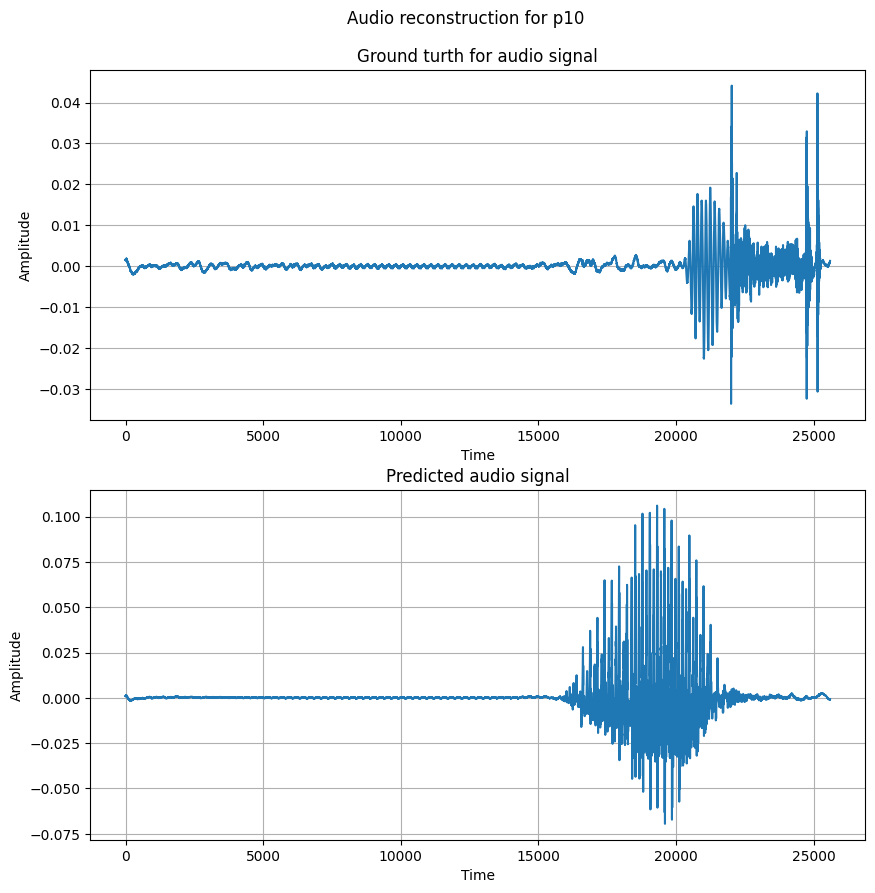 Audio reconstruction for p10
Ground turth for audio signal
0.04
0.03
0.02
0.01
0.00
−0.01
−0.02
−0.03
Amplitude
0 5000 10000 15000 20000 25000
Time
Predicted audio signal
0.100
0.075
0.050
0.025
0.000
−0.025
−0.050
−0.075
Amplitude
0 5000 10000 15000 20000 25000
Time